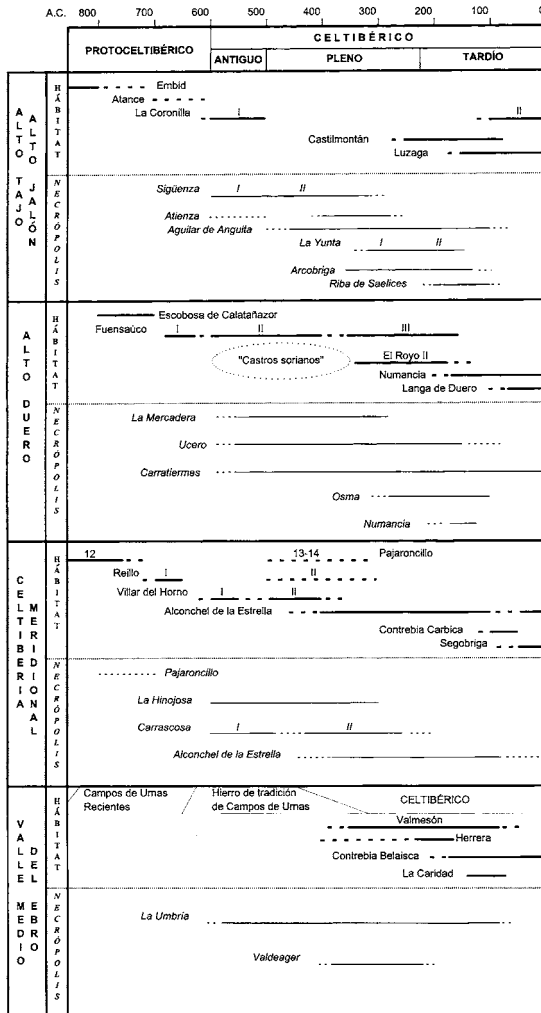 A.C. 800 700 600 500 400 300 200 100 0
CELTIBÉRICO
PROTOCELTIBÉRICO
ANTIGUO PLENO TARDÍO
ALTO TAJO
ALTO JALÓN
HÁBITAT
Embid
Atance
La Coronilla I II
Castilmontán
Luzaga
NECRÓPOLIS
Sigüenza I II
Atienza
Aguilar de Anguita
La Yunta I II
Arcobriga
Riba de Saelices
ALTO DUERO
HÁBITAT
Escobosa de Calatañazor
Fuensaúco I II III
"Castros sorianos" El Royo II
Numancia
Langa de Duero
NECRÓPOLIS
La Mercadera
Ucero
Carratiermes
Osma
Numancia
CELTIBERIA
MERIDIONAL
HÁBITAT
12 13-14 Pajaroncillo
Reillo I II
Villar del Horno I II
Alconchel de la Estrella
Contrebia Carbica
Segobriga
NECRÓPOLIS
Pajaroncillo
La Hinojosa
Carrascosa I II
Alconchel de la Estrella
VALLE MEDIO
DEL EBRO
HÁBITAT
Campos de Urnas Hierro de tradición
Recientes de Campos de Urnas CELTIBÉRICO
Valmesón
Herrera
Contrebia Belaisca
La Caridad
NECRÓPOLIS
La Umbría
Valdeager